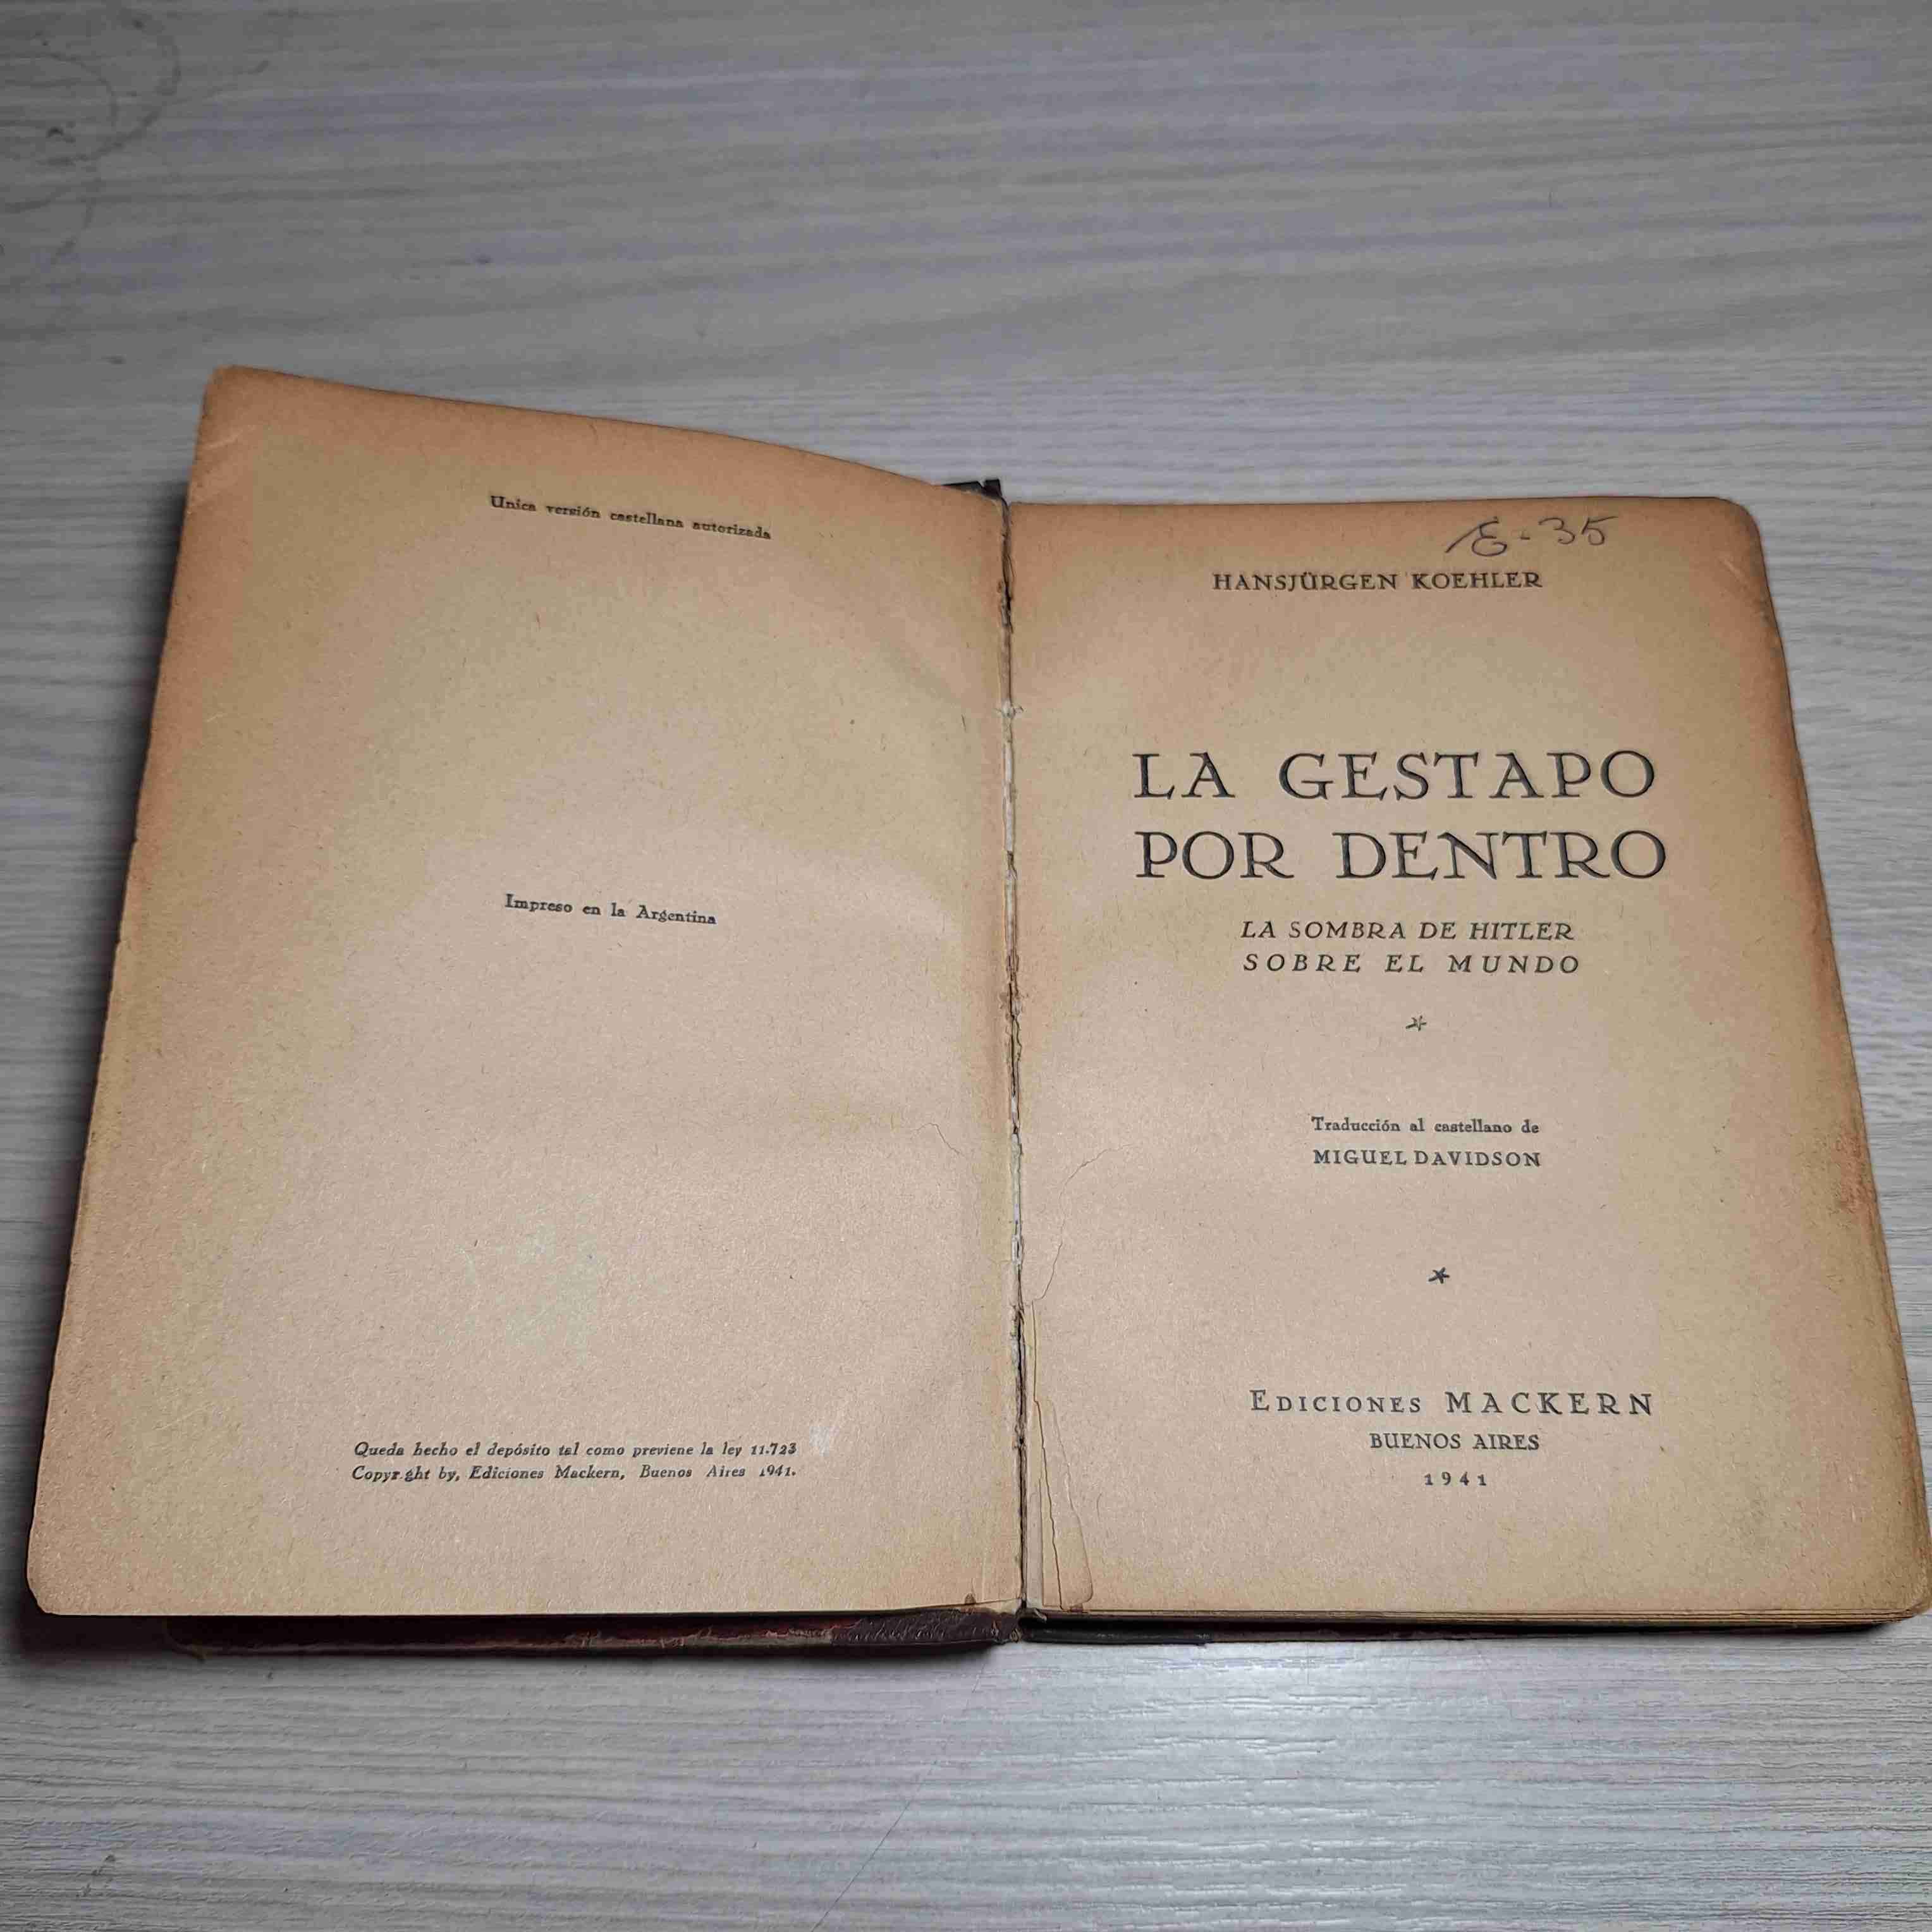 Unica versión castellana autorizada
Impreso en la Argentina
Queda hecho el depósito tal como previene la ley 11.723
Copyr ght by, Ediciones Mackern, Buenos Aires 1941.
35
HANSJÜRGEN KOEHLER
LA GESTAPO
POR DENTRO
LA SOMBRA DE HITLER
SOBRE EL MUNDO
*
Traducción al castellano de
MIGUEL DAVIDSON
*
EDICIONES MACKERN
BUENOS AIRES
1941